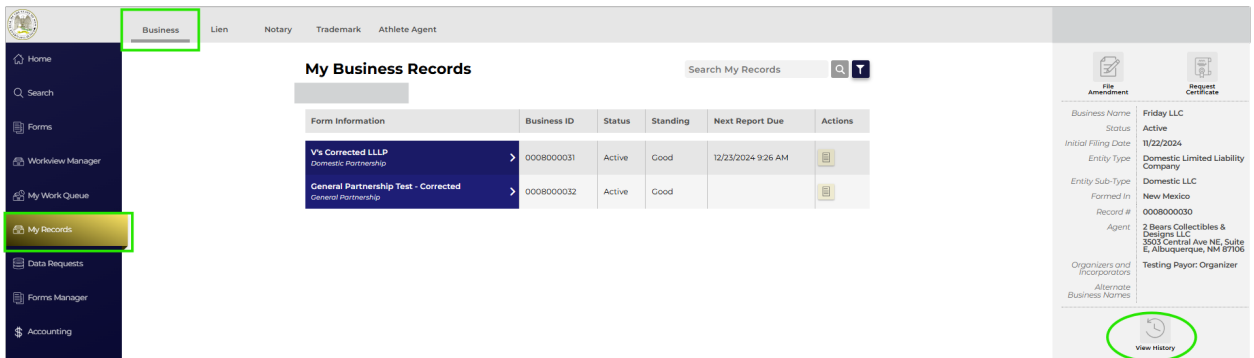 Business Lien Notary Trademark Athlete Agent
Home
Search
Forms
Workview Manager
My Work Queue
My Records
Data Requests
Forms Manager
Accounting
My Business Records
Search My Records
Form Information Business ID Status Standing Next Report Due Actions
V's Corrected LLLP
Domestic Partnership
0008000031 Active Good 12/23/2024 9:26 AM
General Partnership Test - Corrected
General Partnership
0008000032 Active Good
File
Amendment
Request
Certificate
Business Name Friday LLC
Status Active
Initial Filing Date 11/22/2024
Entity Type Domestic Limited Liability
Company
Entity Sub-Type Domestic LLC
Formed In New Mexico
Record # 0008000030
Agent 2 Bears Collectibles &
Designs LLC
3503 Central Ave NE, Suite
E, Albuquerque, NM 87106
Organizers and
Incorporators
Testing Payor: Organizer
Alternate
Business Names
View History